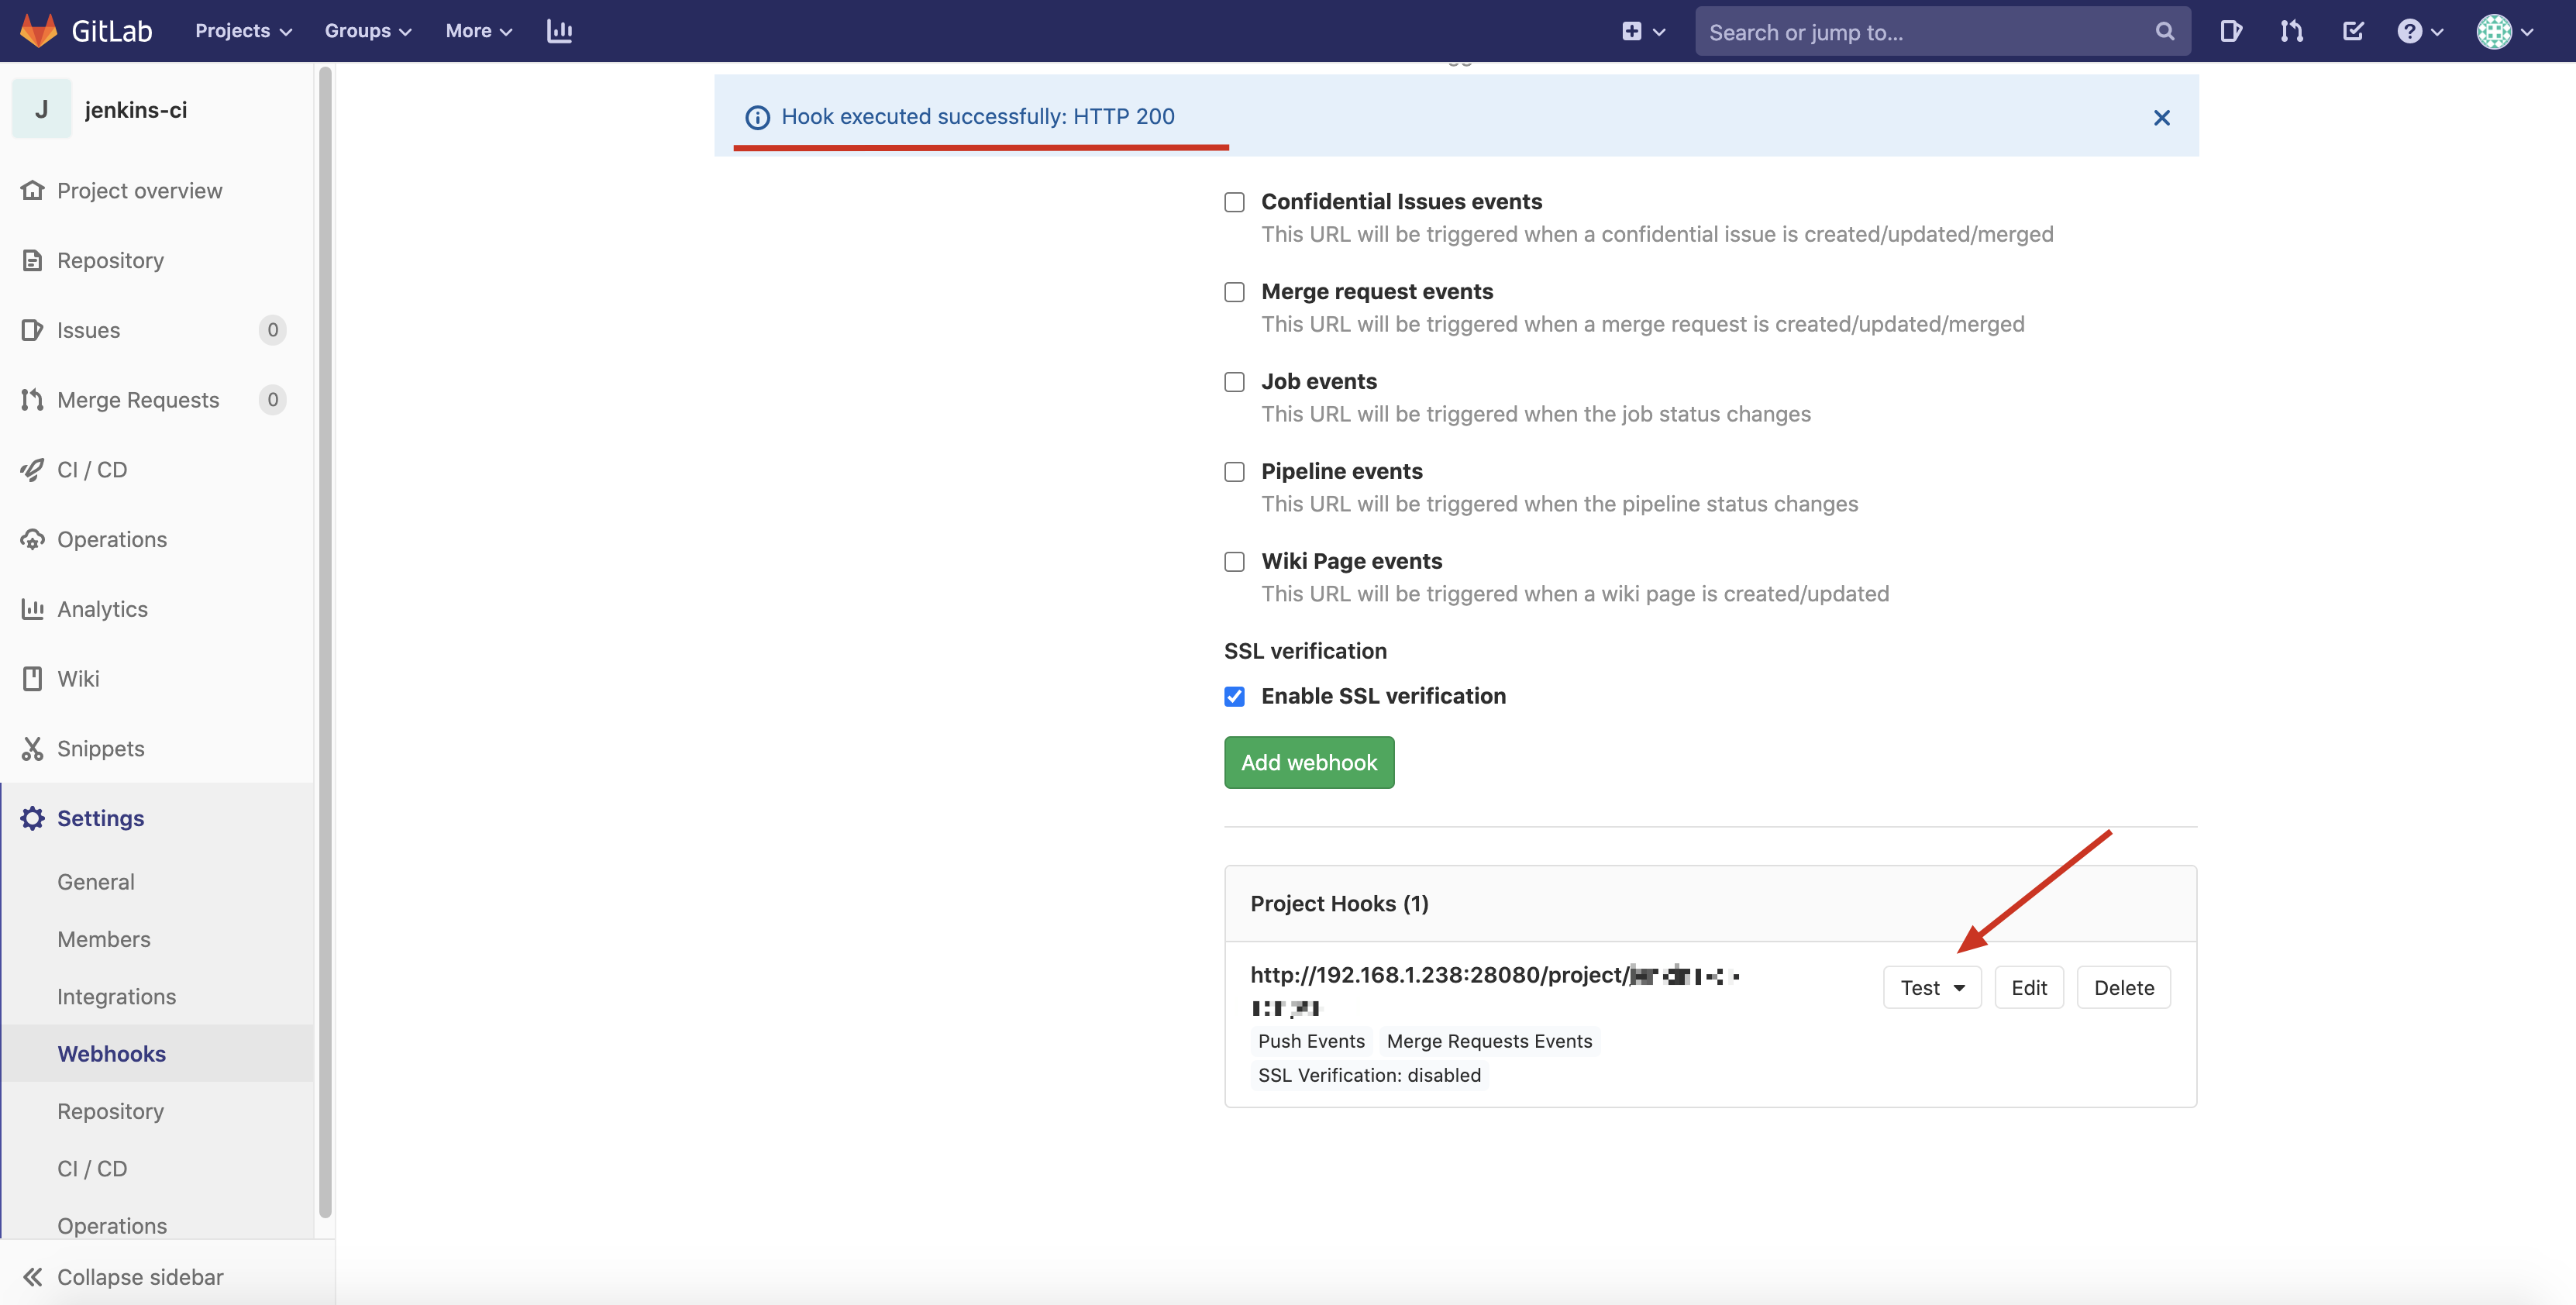 GitLab Projects Groups More Search or jump to...
J jenkins-ci
Project overview
Repository
Issues 0
Merge Requests 0
CI / CD
Operations
Analytics
Wiki
Snippets
Settings
General
Members
Integrations
Webhooks
Repository
CI / CD
Operations
Collapse sidebar
Hook executed successfully: HTTP 200
Confidential Issues events
This URL will be triggered when a confidential issue is created/updated/merged
Merge request events
This URL will be triggered when a merge request is created/updated/merged
Job events
This URL will be triggered when the job status changes
Pipeline events
This URL will be triggered when the pipeline status changes
Wiki Page events
This URL will be triggered when a wiki page is created/updated
SSL verification
Enable SSL verification
Add webhook
Project Hooks (1)
http://192.168.1.238:28080/project/
Test Edit Delete
Push Events Merge Requests Events
SSL Verification: disabled